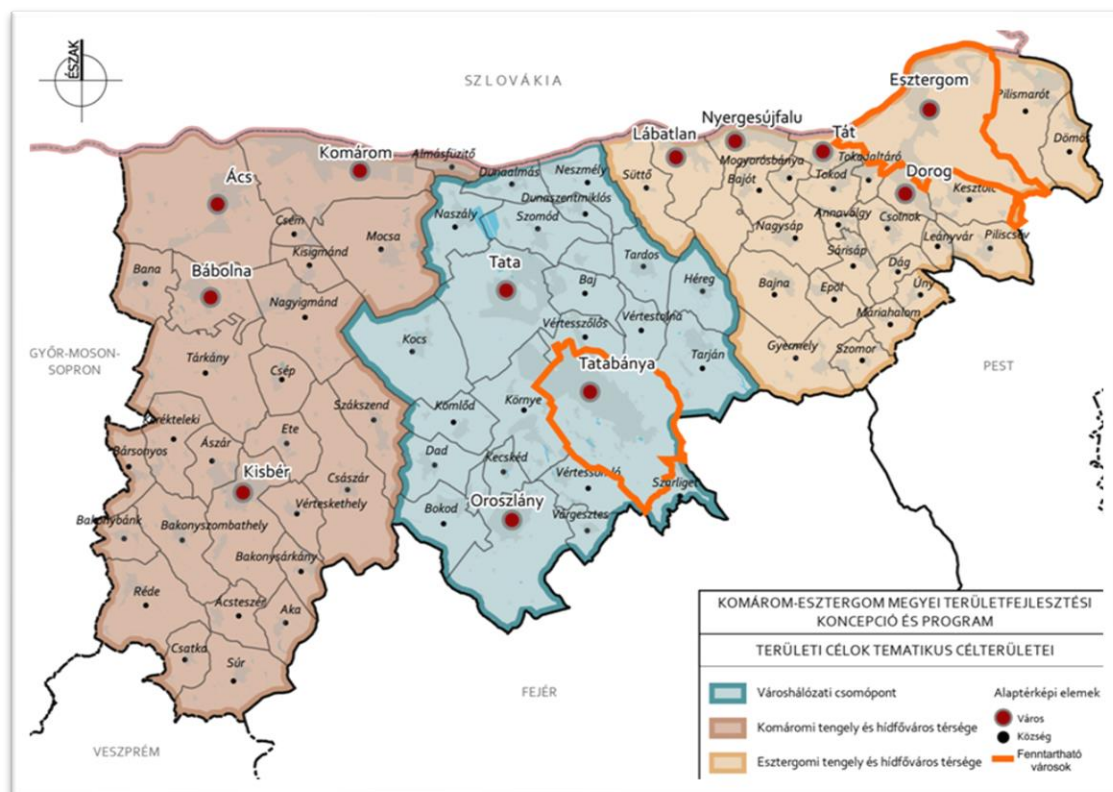 ÉSZAK
SZLOVÁKIA
Esztergom
Pilismarót
Nyergesújfalu
Lábatlan
Tát
Dömös
Komárom
Almásfüzitő
Mogyorósbánya
Tokodaltáró
Dorog
Ács
Dunaalmás
Neszmély
Süttő
Bajót
Tokod
Kesztölc
Dunaszentmiklós
Naszály
Szomód
Csém
Nagysáp
Annavölgy
Csolnok
Mocsa
Leányvár
Piliscsév
Kisigmánd
Sárisáp
Bana
Bábolna
Tata
Tardos
Dág
Baj
Héreg
Bajna
Epöl
Úny
Nagyigmánd
Máriahalom
Vértesszőlős
Vértestolna
GYŐR-MOSON-
SOPRON
Kocs
Gyermely
Szomor
Tárkány
Tarján
PEST
Tatabánya
Csép
Szákszend
Kömlőd
Környe
Kerékteleki
Ete
Ászár
Bársonyos
Dad
Kecskéd
Kisbér
Császár
Vértessomló
Szárliget
Vérteskethely
Oroszlány
Bokod
Várgesztes
Bakonybánk
Bakonyszombathely
Bakonysárkány
Réde
Ácsteszér
Aka
Csatka
Súr
FEJÉR
VESZPRÉM
KOMÁROM-ESZTERGOM MEGYEI TERÜLETFEJLESZTÉSI
KONCEPCIÓ ÉS PROGRAM
TERÜLETI CÉLOK TEMATIKUS CÉLTERÜLETEI
Városhálózati csomópont
Komáromi tengely és hídfőváros térsége
Esztergomi tengely és hídfőváros térsége
Alaptérképi elemek
Város
Község
Fenntartható
városok